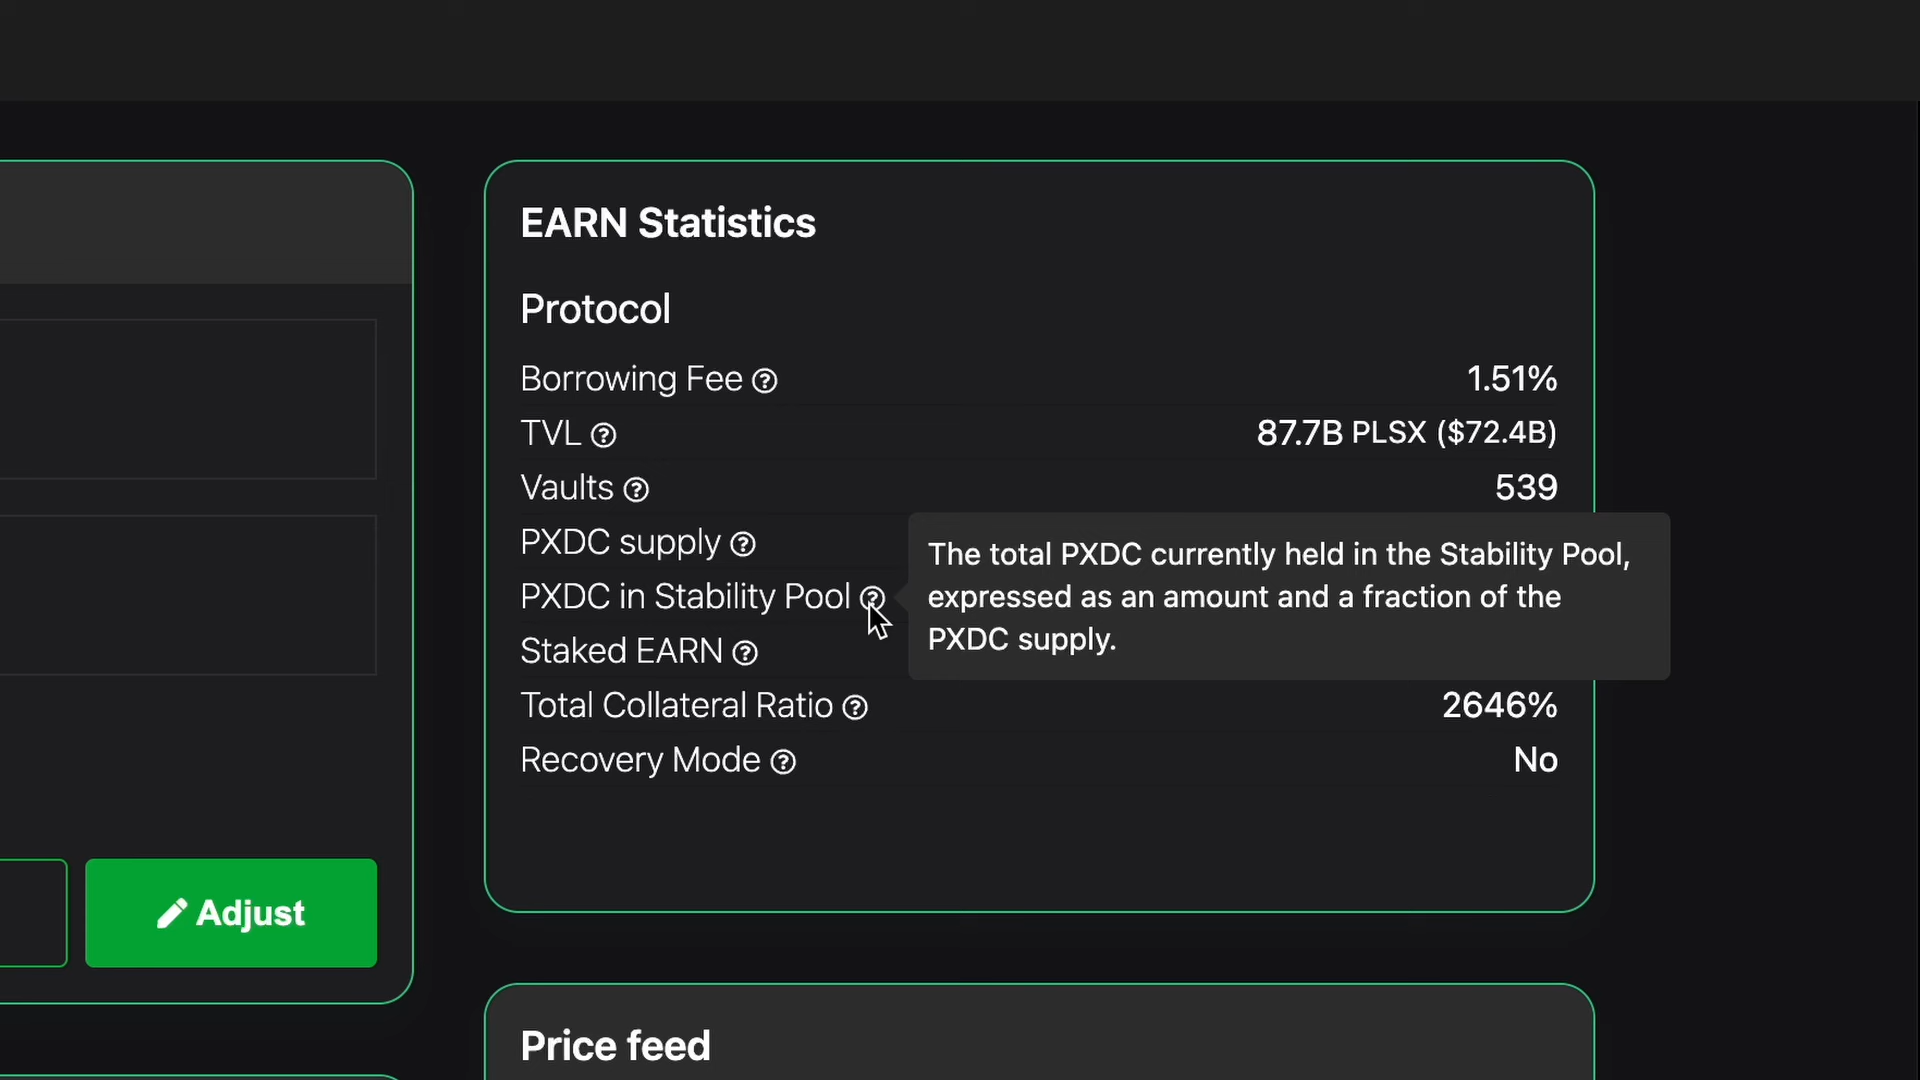 EARN Statistics
Protocol
Borrowing Fee 1.51%
TVL 87.7B PLSX ($72.4B)
Vaults 539
PXDC supply
PXDC in Stability Pool
The total PXDC currently held in the Stability Pool,
expressed as an amount and a fraction of the
PXDC supply.
Staked EARN
Total Collateral Ratio 2646%
Recovery Mode No
Adjust
Price feed